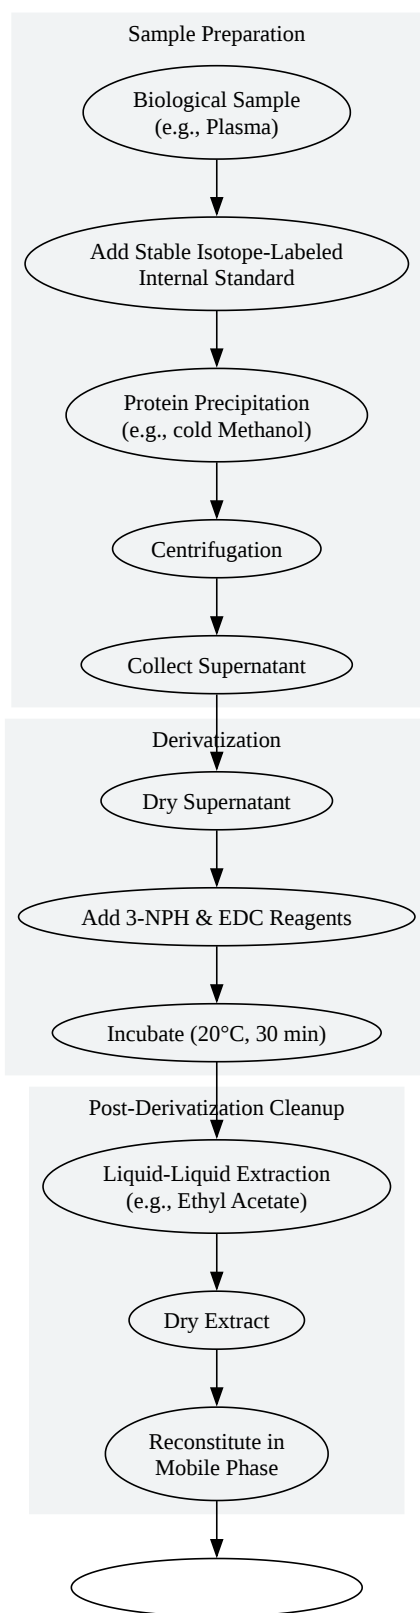 Sample Preparation
Biological Sample
(e.g., Plasma)
Add Stable Isotope-Labeled
Internal Standard
Protein Precipitation
(e.g., cold Methanol)
Centrifugation
Collect Supernatant
Derivatization
Dry Supernatant
Add 3-NPH & EDC Reagents
Incubate (20°C, 30 min)
Post-Derivatization Cleanup
Liquid-Liquid Extraction
(e.g., Ethyl Acetate)
Dry Extract
Reconstitute in
Mobile Phase